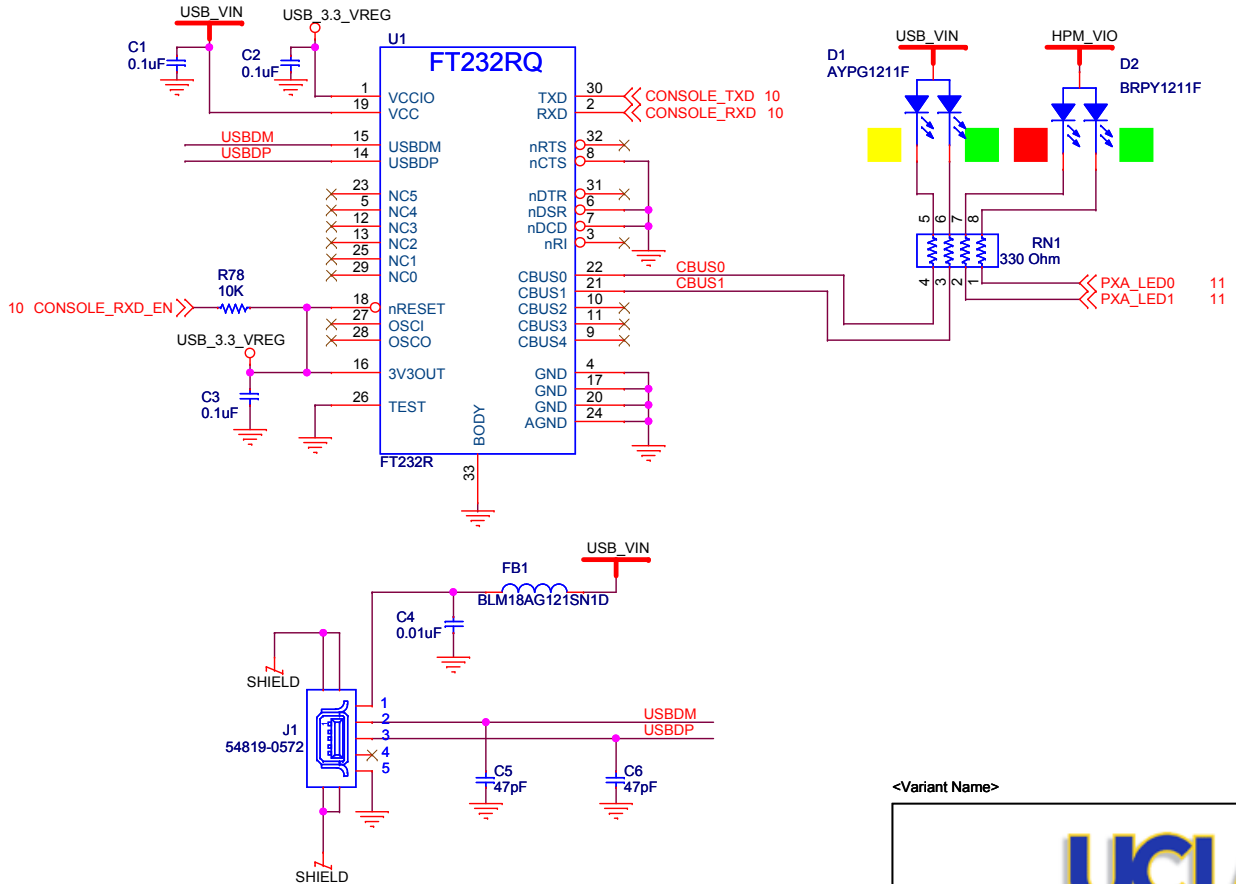 USB_VIN
USB_3.3_VREG
C1
0.1uF
C2
0.1uF
U1
FT232RQ
1
VCCIO
19
VCC
15
USBDM
USBDM
14
USBDP
USBDP
23
NC5
5
NC4
12
NC3
13
NC2
25
NC1
29
NC0
R78
10K
10 CONSOLE_RXD_EN
18
nRESET
27
OSCI
28
OSCO
USB_3.3_VREG
16
3V3OUT
C3
0.1uF
26
TEST
BODY
33
FT232R
TXD
30
CONSOLE_TXD 10
RXD
2
CONSOLE_RXD 10
nRTS
32
nCTS
8
nDTR
31
nDSR
6
nDCD
7
nRI
3
CBUS0
22
CBUS0
CBUS1
21
CBUS1
CBUS2
10
CBUS3
11
CBUS4
9
GND
4
GND
17
GND
20
AGND
24
D1
AYPG1211F
USB_VIN
HPM_VIO
D2
BRPY1211F
5
6
7
8
RN1
330 Ohm
4
3
2
1
PXA_LED0 11
PXA_LED1 11
USB_VIN
FB1
BLM18AG121SN1D
C4
0.01uF
SHIELD
J1
54819-0572
1
2
3
4
5
USBDM
USBDP
C5
47pF
C6
47pF
SHIELD
<Variant Name>